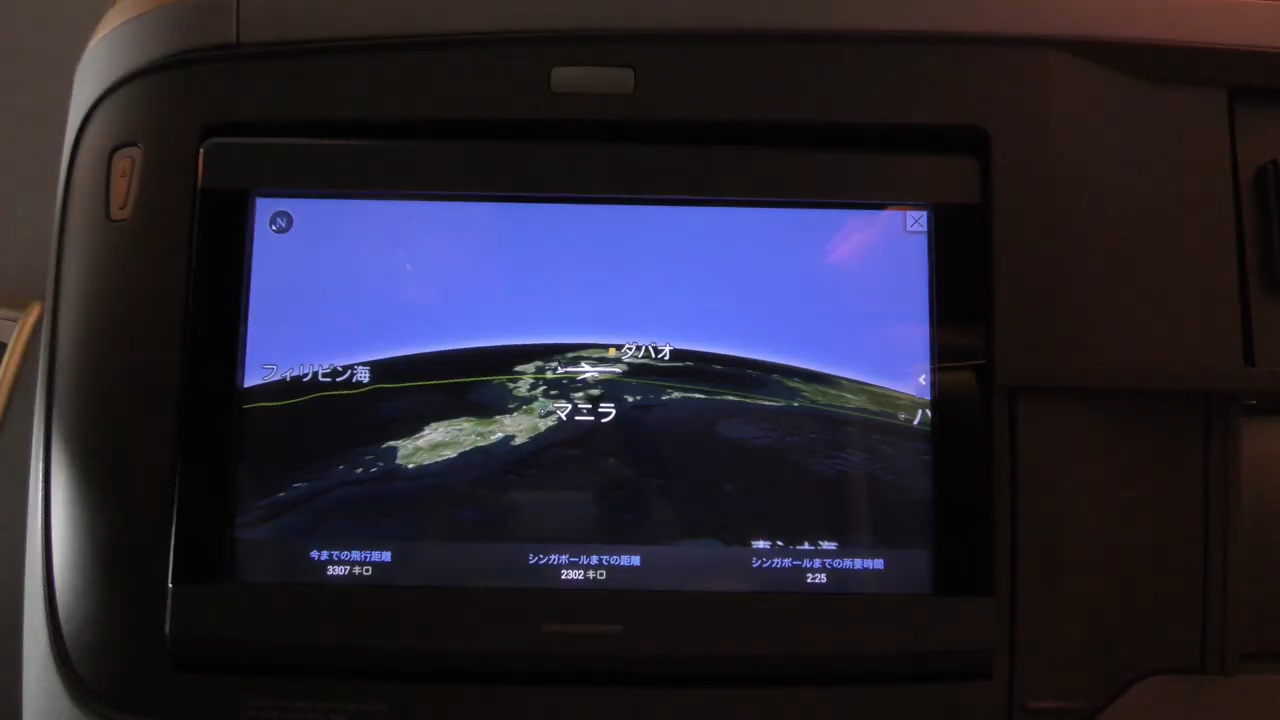 N
ダバオ
フィリピン海
マニラ
今までの飛行距離
3307 キロ
シンガポールまでの距離
2302 キロ
シンガポールまでの所要時間
2:25